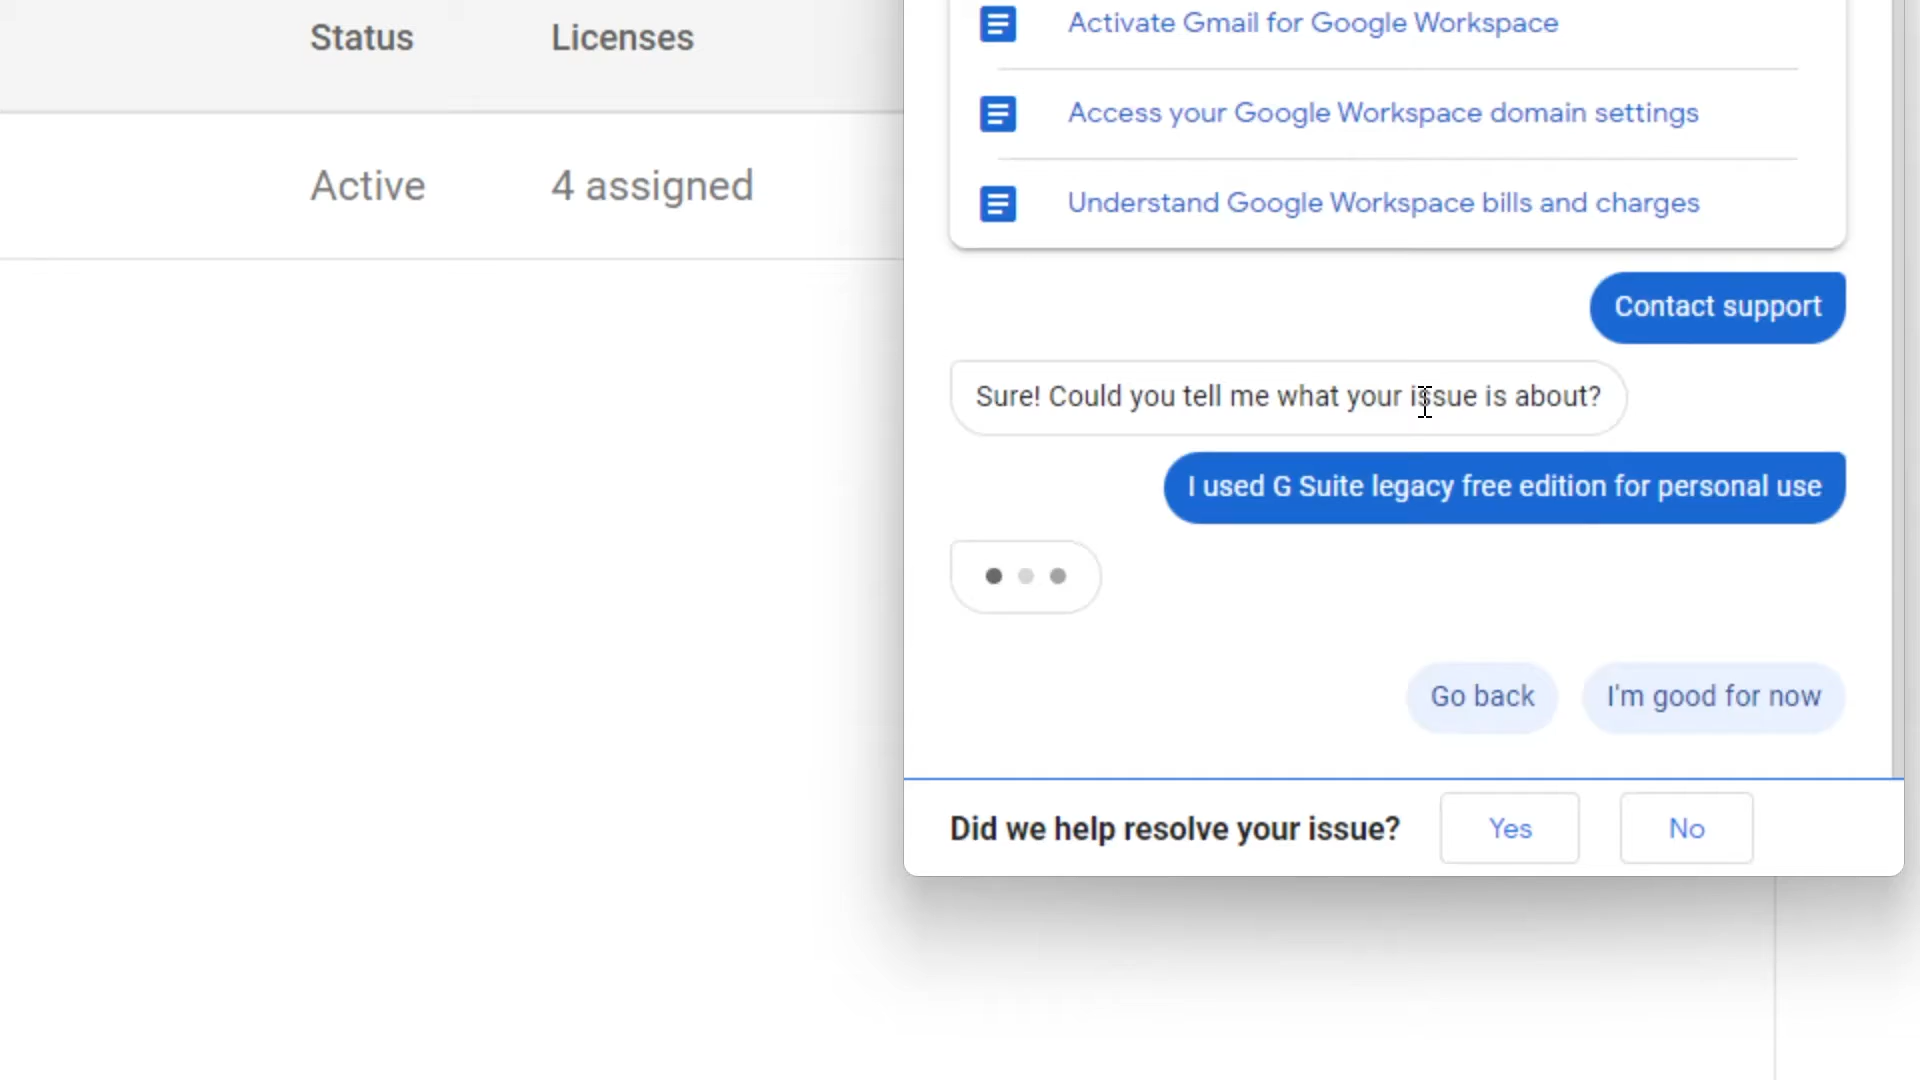 Status Licenses
Active 4 assigned
Activate Gmail for Google Workspace
Access your Google Workspace domain settings
Understand Google Workspace bills and charges
Contact support
Sure! Could you tell me what your issue is about?
I used G Suite legacy free edition for personal use
Go back I'm good for now
Did we help resolve your issue? Yes No